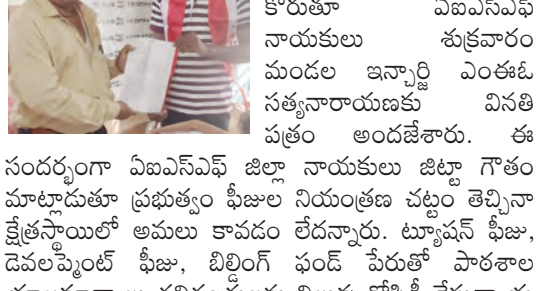 కోరుతూ ఏఐఎస్ఎఫ్
నాయకులు శుక్రవారం
మండల ఇన్చార్జి ఎంఈఓ
సత్యనారాయణకు వినతి
పత్రం అందజేశారు. ఈ
సందర్భంగా ఏఐఎస్ఎఫ్ జిల్లా నాయకులు జిట్టా గౌతం
మాట్లాడుతూ ప్రభుత్వం ఫీజుల నియంత్రణ చట్టం తెచ్చినా
క్షేత్రస్థాయిలో అమలు కావడం లేదన్నారు. ట్యూషన్ ఫీజు,
డెవలప్మెంట్ ఫీజు, బిల్డింగ్ ఫండ్ పేరుతో పాఠశాల